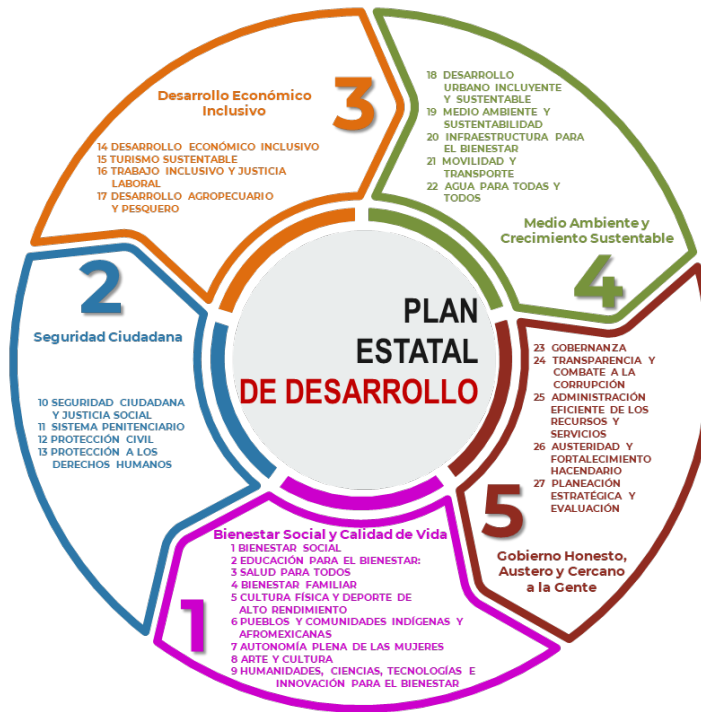 PLAN
ESTATAL
DE DESARROLLO
1
Bienestar Social y Calidad de Vida
1 BIENESTAR SOCIAL
2 EDUCACIÓN PARA EL BIENESTAR:
3 SALUD PARA TODOS
4 BIENESTAR FAMILIAR
5 CULTURA FÍSICA Y DEPORTE DE
ALTO RENDIMIENTO
6 PUEBLOS Y COMUNIDADES INDÍGENAS Y
AFROMEXICANAS
7 AUTONOMÍA PLENA DE LAS MUJERES
8 ARTE Y CULTURA
9 HUMANIDADES, CIENCIAS, TECNOLOGÍAS E
INNOVACIÓN PARA EL BIENESTAR
2
Seguridad Ciudadana
10 SEGURIDAD CIUDADANA
Y JUSTICIA SOCIAL
11 SISTEMA PENITENCIARIO
12 PROTECCIÓN CIVIL
13 PROTECCIÓN A LOS
DERECHOS HUMANOS
3
Desarrollo Económico
Inclusivo
14 DESARROLLO ECONÓMICO INCLUSIVO
15 TURISMO SUSTENTABLE
16 TRABAJO INCLUSIVO Y JUSTICIA
LABORAL
17 DESARROLLO AGROPECUARIO
Y PESQUERO
18 DESARROLLO
URBANO INCLUYENTE
Y SUSTENTABLE
19 MEDIO AMBIENTE Y
SUSTENTABILIDAD
20 INFRAESTRUCTURA PARA
EL BIENESTAR
21 MOVILIDAD Y
TRANSPORTE
22 AGUA PARA TODAS Y
TODOS
Medio Ambiente y
Crecimiento Sustentable
4
23 GOBERNANZA
24 TRANSPARENCIA Y
COMBATE A LA
CORRUPCIÓN
25 ADMINISTRACIÓN
EFICIENTE DE LOS
RECURSOS Y
SERVICIOS
26 AUSTERIDAD Y
FORTALECIMIENTO
HACENDARIO
27 PLANEACIÓN
ESTRATÉGICA Y
EVALUACIÓN
5
Gobierno Honesto,
Austero y Cercano
a la Gente